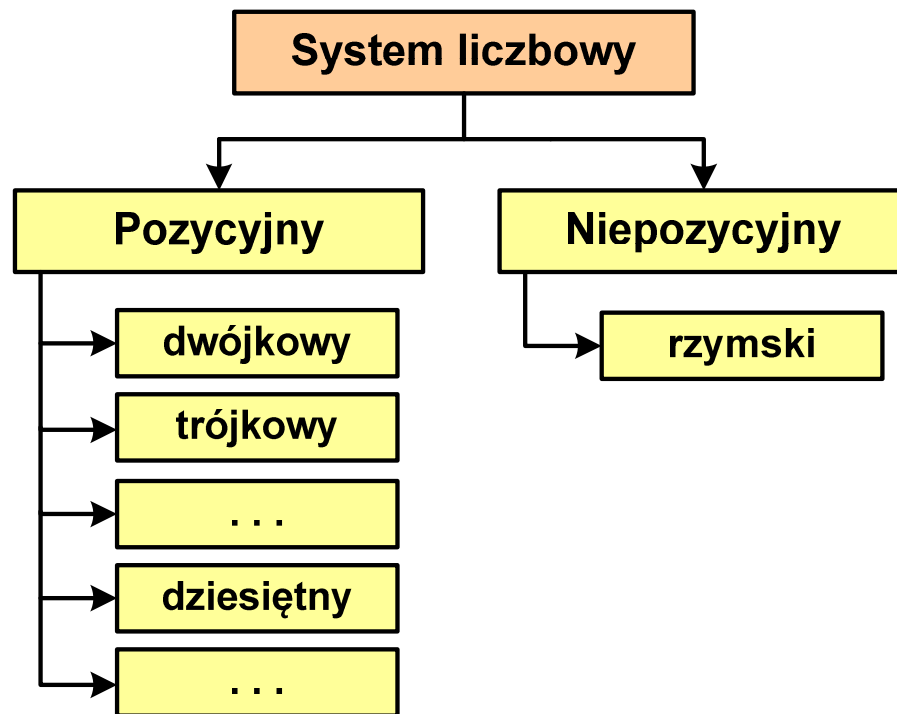 System liczbowy
Pozycyjny
Niepozycyjny
dwójkowy
rzymski
trójkowy
. . .
dziesiętny
. . .